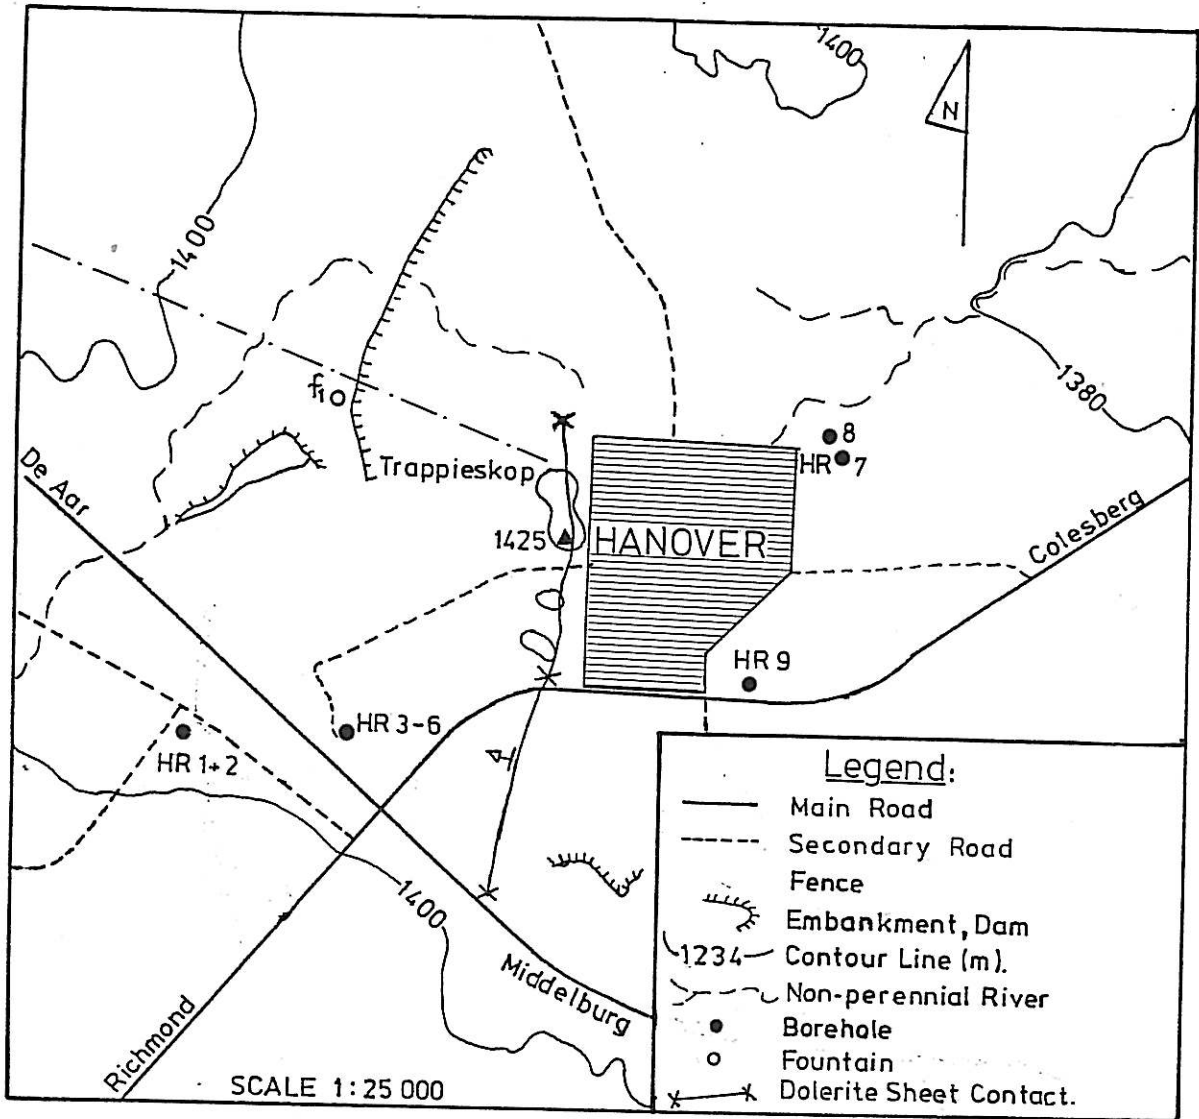 1400
N
1400
1380
f1
De Aar
Trappieskop
8
HR 7
1425
HANOVER
Colesberg
HR 9
HR 3-6
HR 1+2
1400
Middelburg
Richmond
SCALE 1:25 000
Legend:
Main Road
Secondary Road
Fence
Embankment, Dam
1234 Contour Line (m).
Non-perennial River
Borehole
Fountain
Dolerite Sheet Contact.